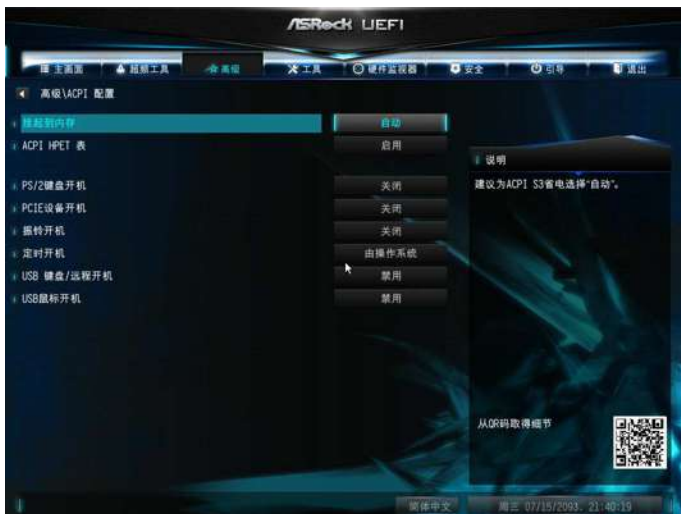 ASRock UEFI
主画面 超频工具 高级 工具 硬件监视器 安全 引导 退出
高级\ACPI 配置
挂起到内存 自动
ACPI HPET 表 启用
说明
PS/2键盘开机 关闭
建议为ACPI S3省电选择“自动”。
PCIE设备开机 关闭
振铃开机 关闭
定时开机 由操作系统
USB 键盘/远程开机 禁用
USB鼠标开机 禁用
从QR码取得细节
简体中文 周三 07/15/2093. 21:40:19